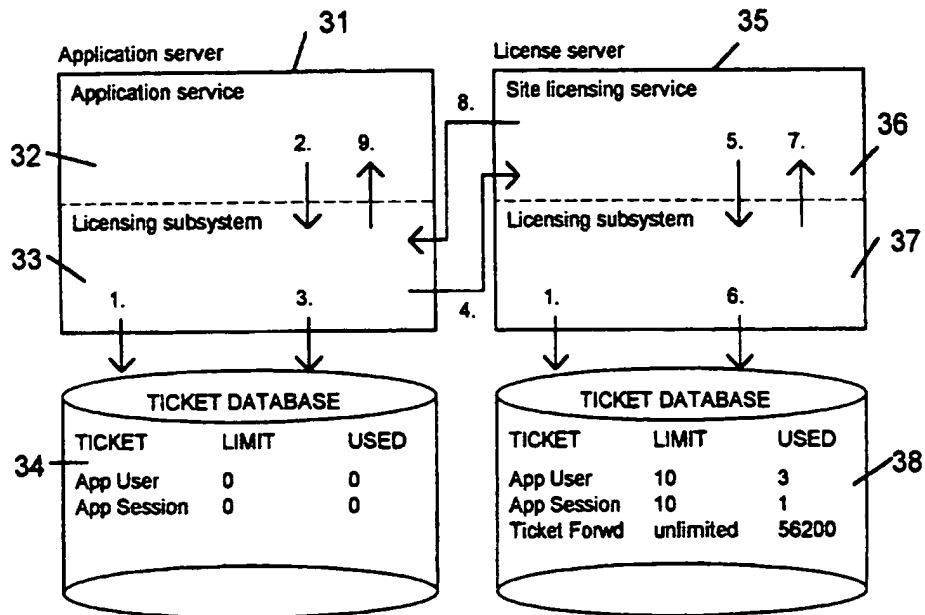 31
35
Application server
License server
Application service
Site licensing service
8.
32
2.
9.
5.
7.
36
Licensing subsystem
Licensing subsystem
33
37
1.
3.
4.
1.
6.
TICKET DATABASE
TICKET DATABASE
TICKET LIMIT USED
TICKET LIMIT USED
34
38
App User 0 0
App User 10 3
App Session 0 0
App Session 10 1
Ticket Forwd unlimited 56200